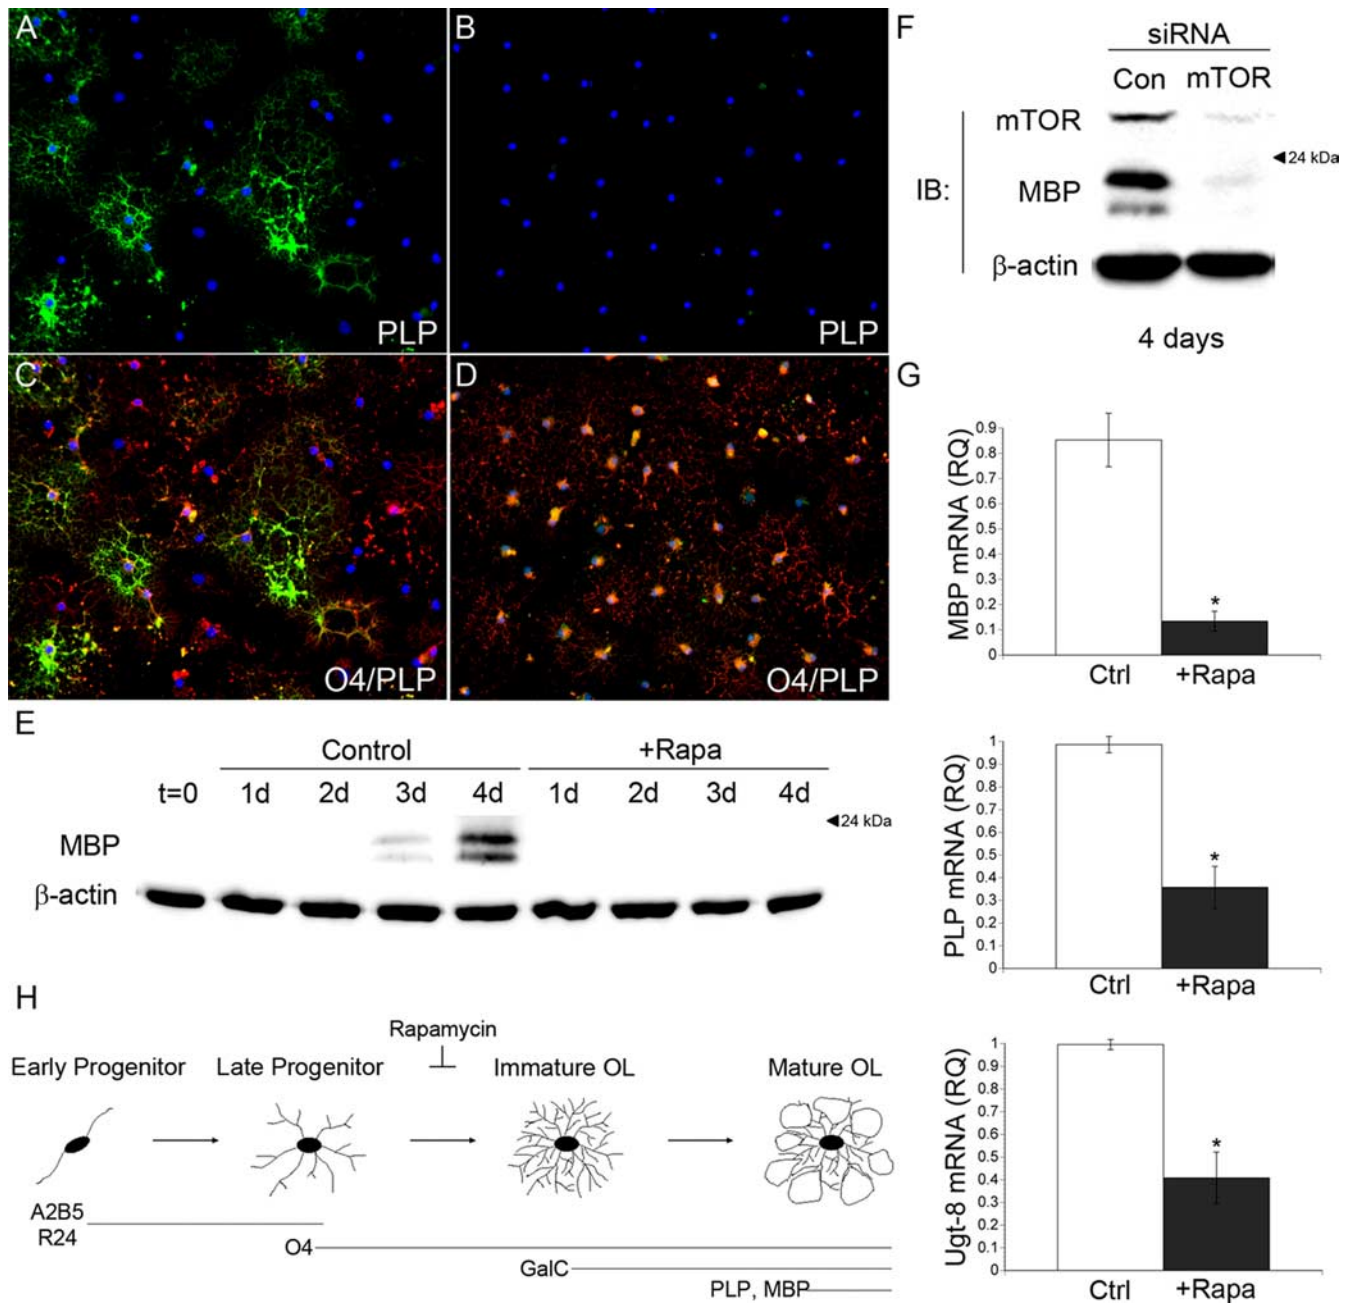 A
PLP
B
PLP
C
O4/PLP
D
O4/PLP
E
Control
+Rapa
t=0 1d 2d 3d 4d 1d 2d 3d 4d
24 kDa
MBP
β-actin
F
siRNA
Con mTOR
mTOR
24 kDa
IB:
MBP
β-actin
4 days
G
MBP mRNA (RQ)
0.9
0.8
0.7
0.6
0.5
0.4
0.3
0.2
0.1
0
*
Ctrl +Rapa
PLP mRNA (RQ)
1
0.9
0.8
0.7
0.6
0.5
0.4
0.3
0.2
0.1
0
*
Ctrl +Rapa
Ugt-8 mRNA (RQ)
1
0.9
0.8
0.7
0.6
0.5
0.4
0.3
0.2
0.1
0
*
Ctrl +Rapa
H
Rapamycin
Early Progenitor Late Progenitor Immature OL Mature OL
A2B5
R24
O4
GalC
PLP, MBP